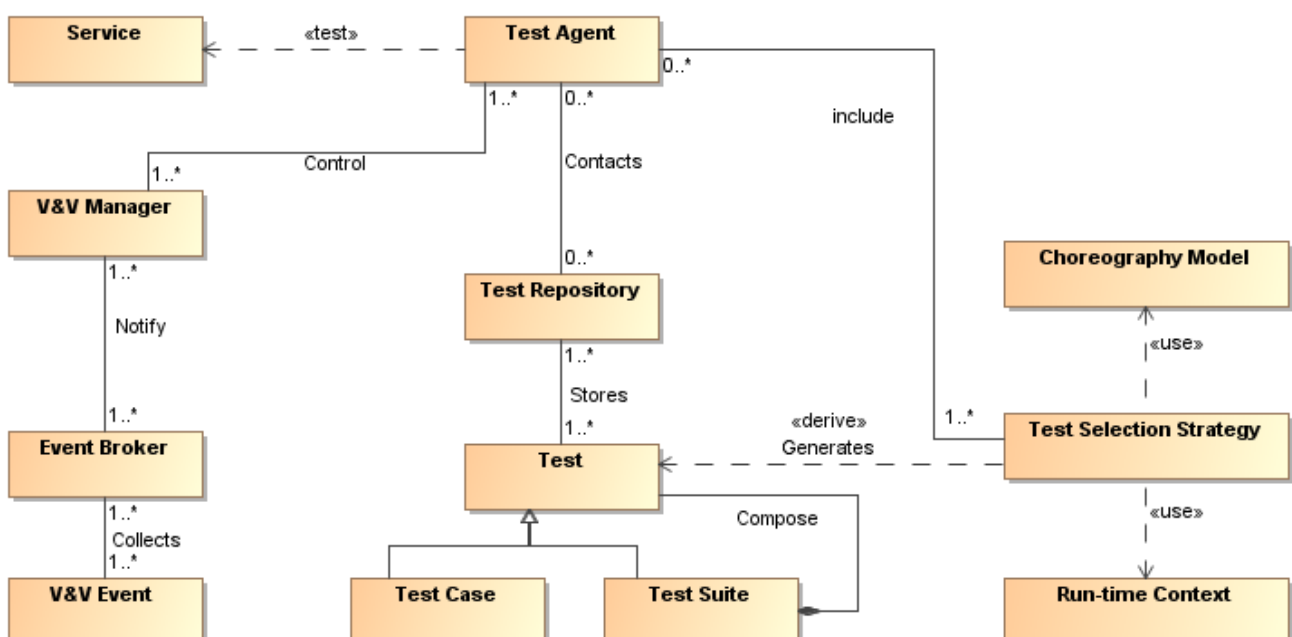 Service
«test»
Test Agent
0..*
1..*
0..*
include
Control
Contacts
1..*
V&V Manager
1..*
0..*
Choreography Model
Test Repository
Notify
«use»
1..*
Stores
1..*
1..*
«derive»
1..*
Event Broker
Test
Generates
Test Selection Strategy
1..*
Compose
«use»
Collects
1..*
V&V Event
Test Case
Test Suite
Run-time Context